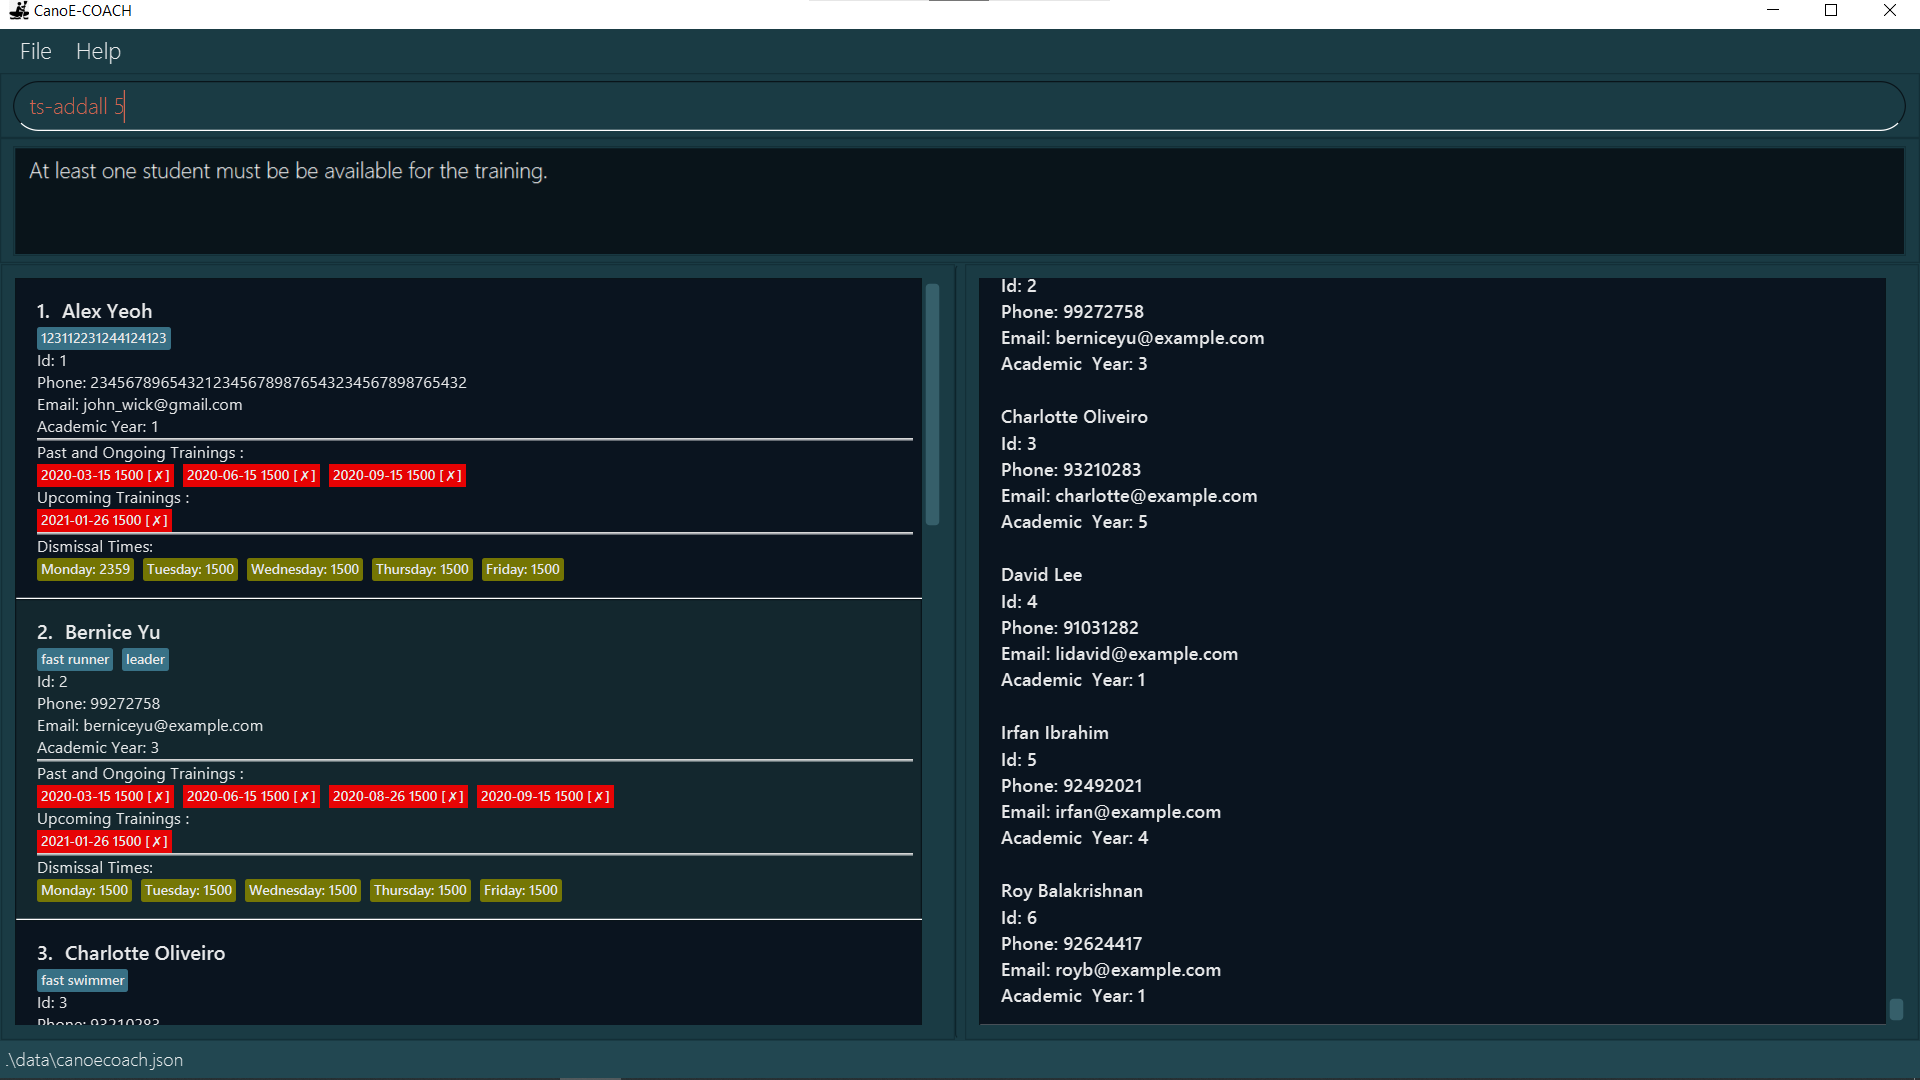 CanoE-COACH
File Help
ts-addall 5
At least one student must be be available for the training.
1. Alex Yeoh
123112231244124123
Id: 1
Phone: 2345678965432123456789876543234567898765432
Email: john_wick@gmail.com
Academic Year: 1
Past and Ongoing Trainings :
2020-03-15 1500 [✗] 2020-06-15 1500 [✗] 2020-09-15 1500 [✗]
Upcoming Trainings :
2021-01-26 1500 [✗]
Dismissal Times:
Monday: 2359 Tuesday: 1500 Wednesday: 1500 Thursday: 1500 Friday: 1500
2. Bernice Yu
fast runner leader
Id: 2
Phone: 99272758
Email: berniceyu@example.com
Academic Year: 3
Past and Ongoing Trainings :
2020-03-15 1500 [✗] 2020-06-15 1500 [✗] 2020-08-26 1500 [✗] 2020-09-15 1500 [✗]
Upcoming Trainings :
2021-01-26 1500 [✗]
Dismissal Times:
Monday: 1500 Tuesday: 1500 Wednesday: 1500 Thursday: 1500 Friday: 1500
3. Charlotte Oliveiro
fast swimmer
Id: 3
Phone: 93210283
Id: 2
Phone: 99272758
Email: berniceyu@example.com
Academic Year: 3
Charlotte Oliveiro
Id: 3
Phone: 93210283
Email: charlotte@example.com
Academic Year: 5
David Lee
Id: 4
Phone: 91031282
Email: lidavid@example.com
Academic Year: 1
Irfan Ibrahim
Id: 5
Phone: 92492021
Email: irfan@example.com
Academic Year: 4
Roy Balakrishnan
Id: 6
Phone: 92624417
Email: royb@example.com
Academic Year: 1
.\data\canoecoach.json